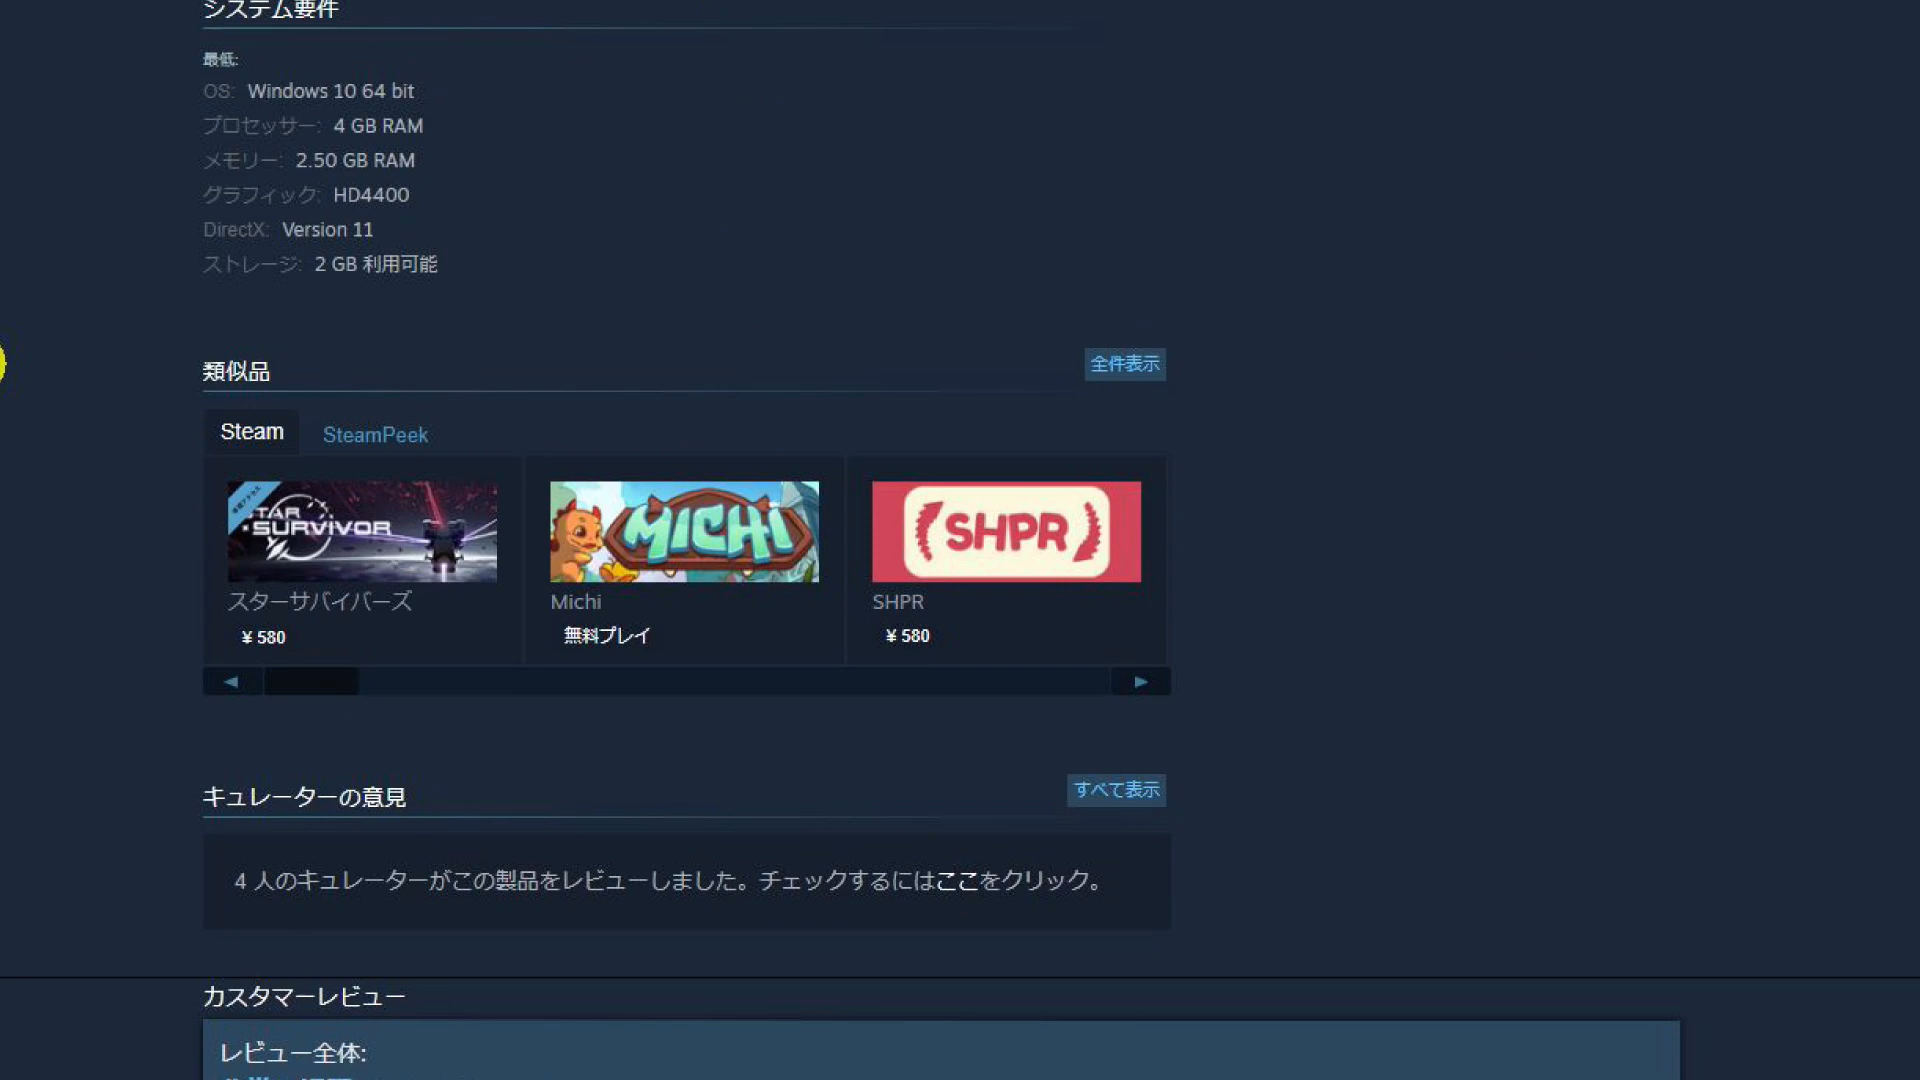 システム要件
最低:
OS: Windows 10 64 bit
プロセッサー: 4 GB RAM
メモリー: 2.50 GB RAM
グラフィック: HD4400
DirectX: Version 11
ストレージ: 2 GB 利用可能
類似品
全件表示
Steam
SteamPeek
STAR SURVIVOR
MICHI
SHPR
スターサバイバーズ
Michi
SHPR
¥ 580
無料プレイ
¥ 580
キュレーターの意見
すべて表示
4 人のキュレーターがこの製品をレビューしました。チェックするにはここをクリック。
カスタマーレビュー
レビュー全体: